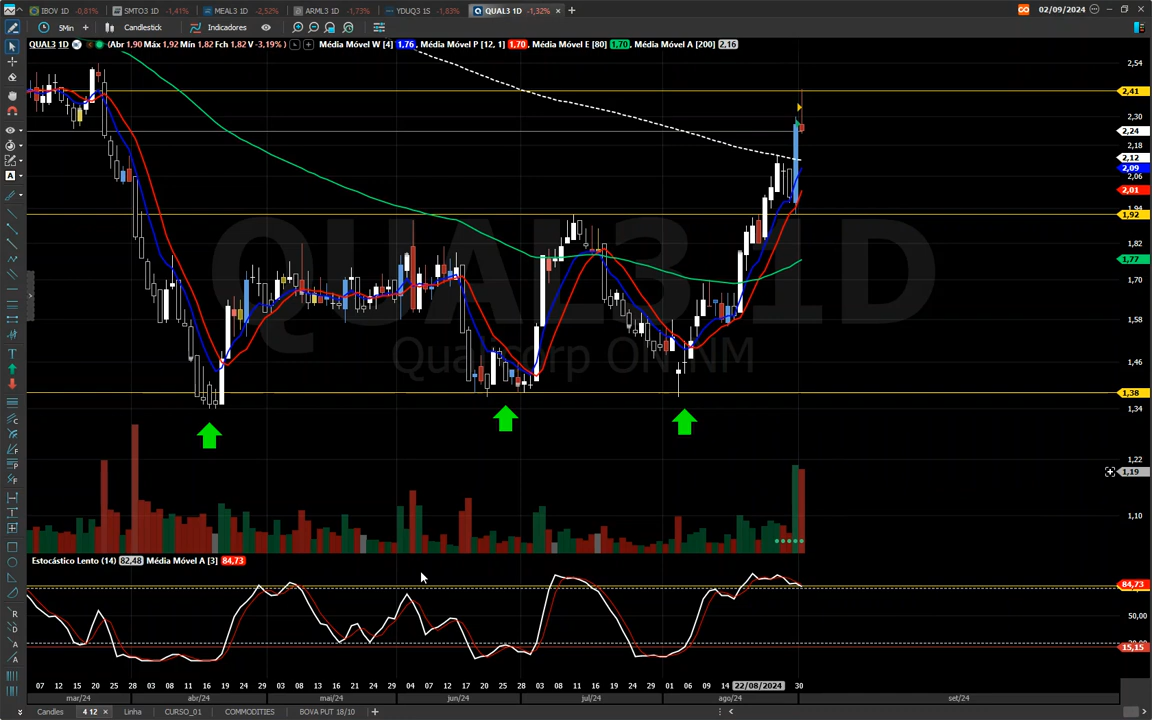 IBOV 1D -0,81% SMTO3 1D -1,41% MEAL3 1D -2,52% ARML3 1D -1,73% YDUQ3 1S -1,83% QUAL3 1D -1,32% × + 02/09/2024
5Min + Candlestick Indicadores
QUAL3 1D (Abr 1,90 Máx 1,92 Mín 1,82 Fch 1,82 V -3,19% ) Média Móvel W [4] 1,76, Média Móvel P [12, 1] 1,70, Média Móvel E [80] 1,70, Média Móvel A [200] 2,16
2,54
2,41
2,30
2,24
2,18
2,12
2,09
2,06
2,01
1,94
1,92
1,82
1,77
1,70
1,58
1,46
1,38
1,34
1,22
1,19
1,10
QUAL3 1D
Qualicorp ON NM
Estocástico Lento (14) 82,48 Média Móvel A [3] 84,73
84,73
50,00
15,15
07 12 15 20 25 28 03 08 11 16 19 24 29 03 08 13 16 21 24 29 04 07 12 17 20 25 28 03 08 11 16 19 24 29 01 06 09 14 22/08/2024 30
mar/24 abr/24 mai/24 jun/24 jul/24 ago/24 set/24
Candles 4 12 × Linha CURSO_01 COMMODITIES BOVA PUT 18/10 +